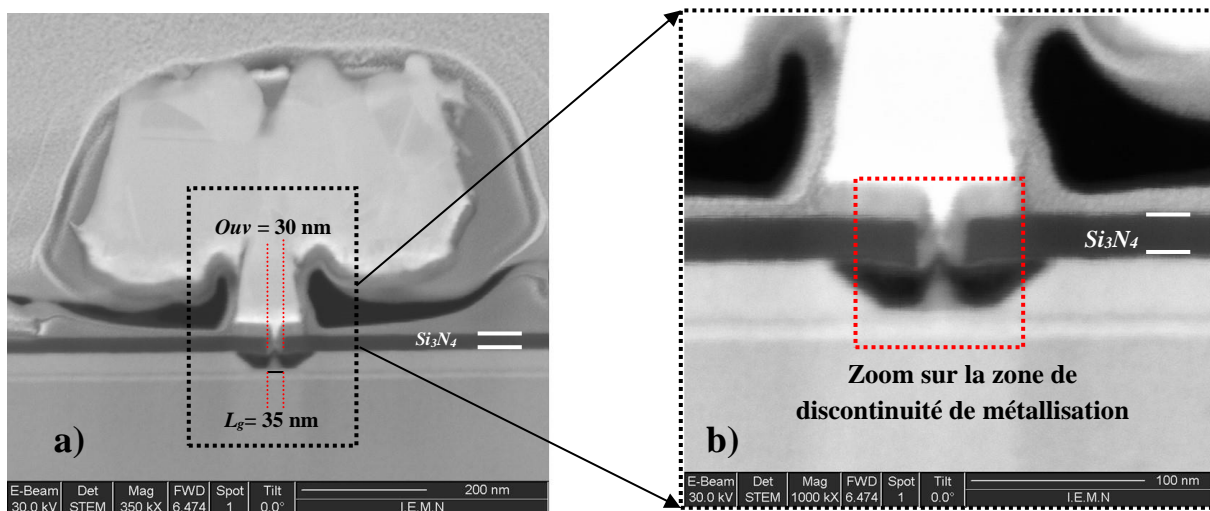 Ouv = 30 nm
Si₃N₄
L_g= 35 nm
a)
E-Beam Det Mag FWD Spot Tilt 200 nm
30.0 kV STEM 350 kX 6.474 1 0.0° I.E.M.N
Si₃N₄
Zoom sur la zone de
discontinuité de métallisation
b)
E-Beam Det Mag FWD Spot Tilt 100 nm
30.0 kV STEM 1000 kX 6.474 1 0.0° I.E.M.N